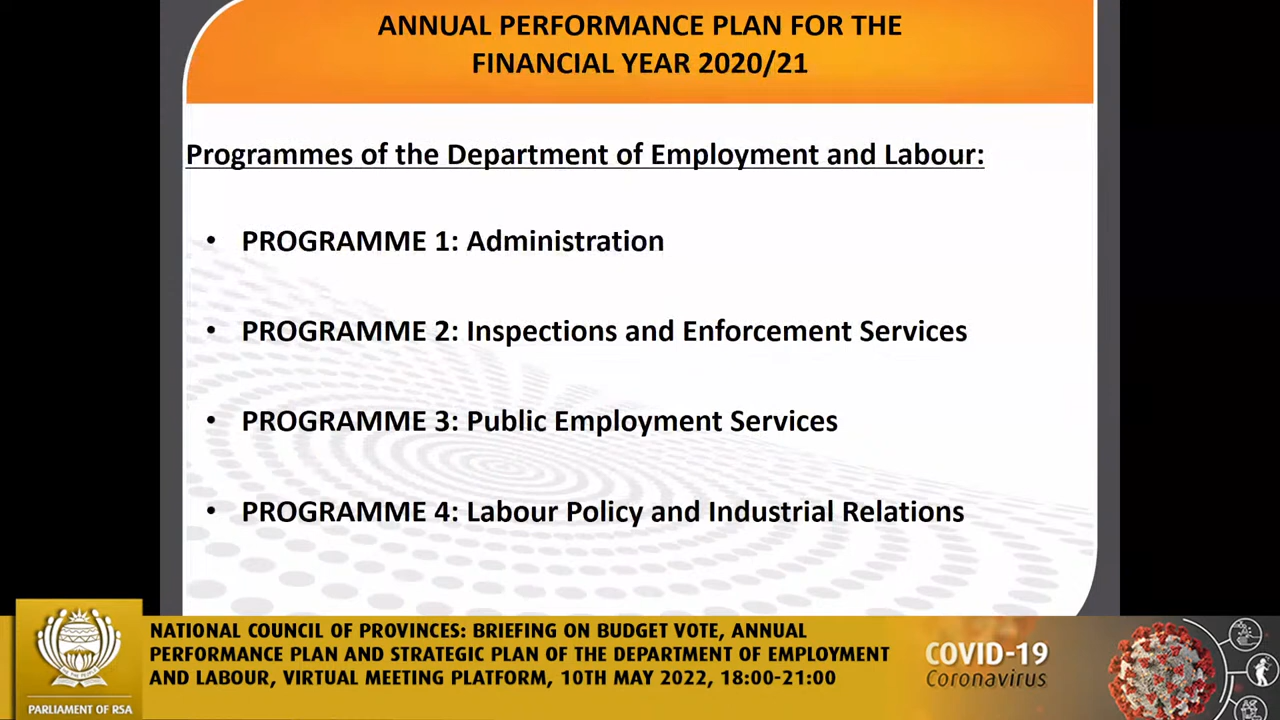 ANNUAL PERFORMANCE PLAN FOR THE
FINANCIAL YEAR 2020/21
Programmes of the Department of Employment and Labour:
• PROGRAMME 1: Administration
• PROGRAMME 2: Inspections and Enforcement Services
• PROGRAMME 3: Public Employment Services
• PROGRAMME 4: Labour Policy and Industrial Relations
NATIONAL COUNCIL OF PROVINCES: BRIEFING ON BUDGET VOTE, ANNUAL
PERFORMANCE PLAN AND STRATEGIC PLAN OF THE DEPARTMENT OF EMPLOYMENT
AND LABOUR, VIRTUAL MEETING PLATFORM, 10TH MAY 2022, 18:00-21:00
PARLIAMENT OF RSA
COVID-19
Coronavirus